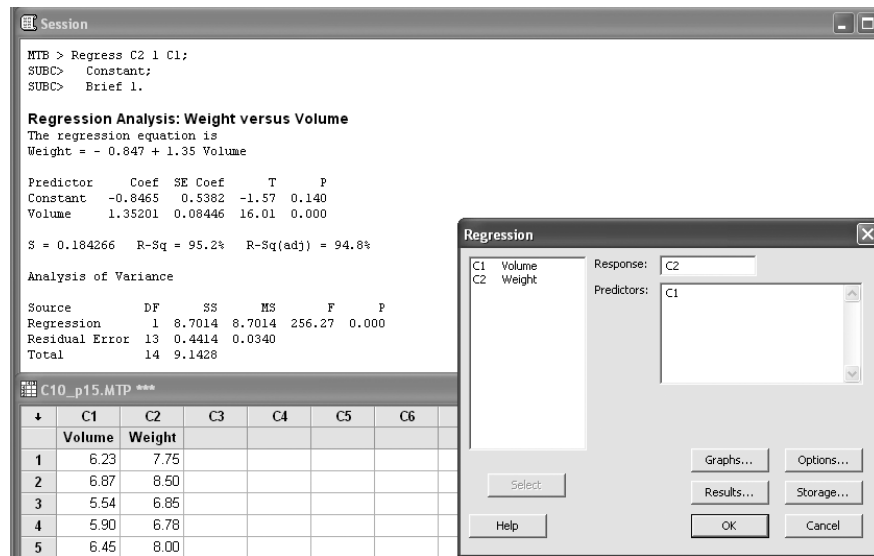 Session
MTB > Regress C2 1 C1;
SUBC> Constant;
SUBC> Brief 1.
Regression Analysis: Weight versus Volume
The regression equation is
Weight = - 0.847 + 1.35 Volume
Predictor Coef SE Coef T P
Constant -0.8465 0.5382 -1.57 0.140
Volume 1.35201 0.08446 16.01 0.000
S = 0.184266 R-Sq = 95.2% R-Sq(adj) = 94.8%
Analysis of Variance
Source DF SS MS F P
Regression 1 8.7014 8.7014 256.27 0.000
Residual Error 13 0.4414 0.0340
Total 14 9.1428
C10_p15.MTP ***
C1 C2 C3 C4 C5 C6
Volume Weight
1 6.23 7.75
2 6.87 8.50
3 5.54 6.85
4 5.90 6.78
5 6.45 8.00
Regression
C1 Volume
C2 Weight
Response: C2
Predictors: C1
Select
Graphs... Options...
Results... Storage...
Help OK Cancel